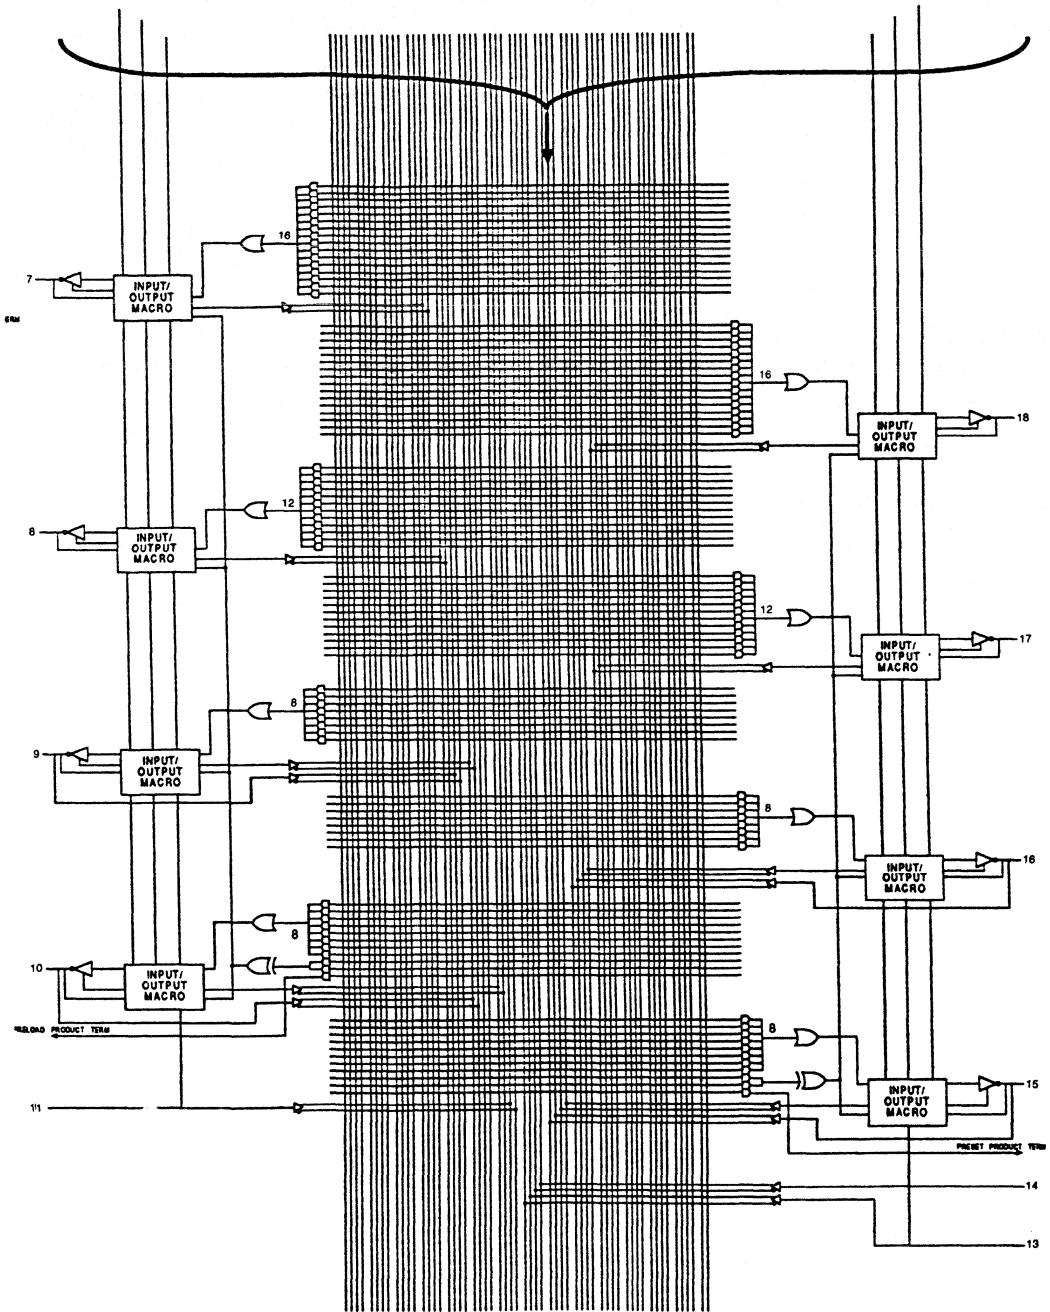 16
7
INPUT/
OUTPUT
MACRO
16
18
INPUT/
OUTPUT
MACRO
12
8
INPUT/
OUTPUT
MACRO
12
17
INPUT/
OUTPUT
MACRO
8
9
INPUT/
OUTPUT
MACRO
8
16
INPUT/
OUTPUT
MACRO
8
10
INPUT/
OUTPUT
MACRO
PRODUCT TERM
8
15
INPUT/
OUTPUT
MACRO
11
PRESET PRODUCT TERM
14
13